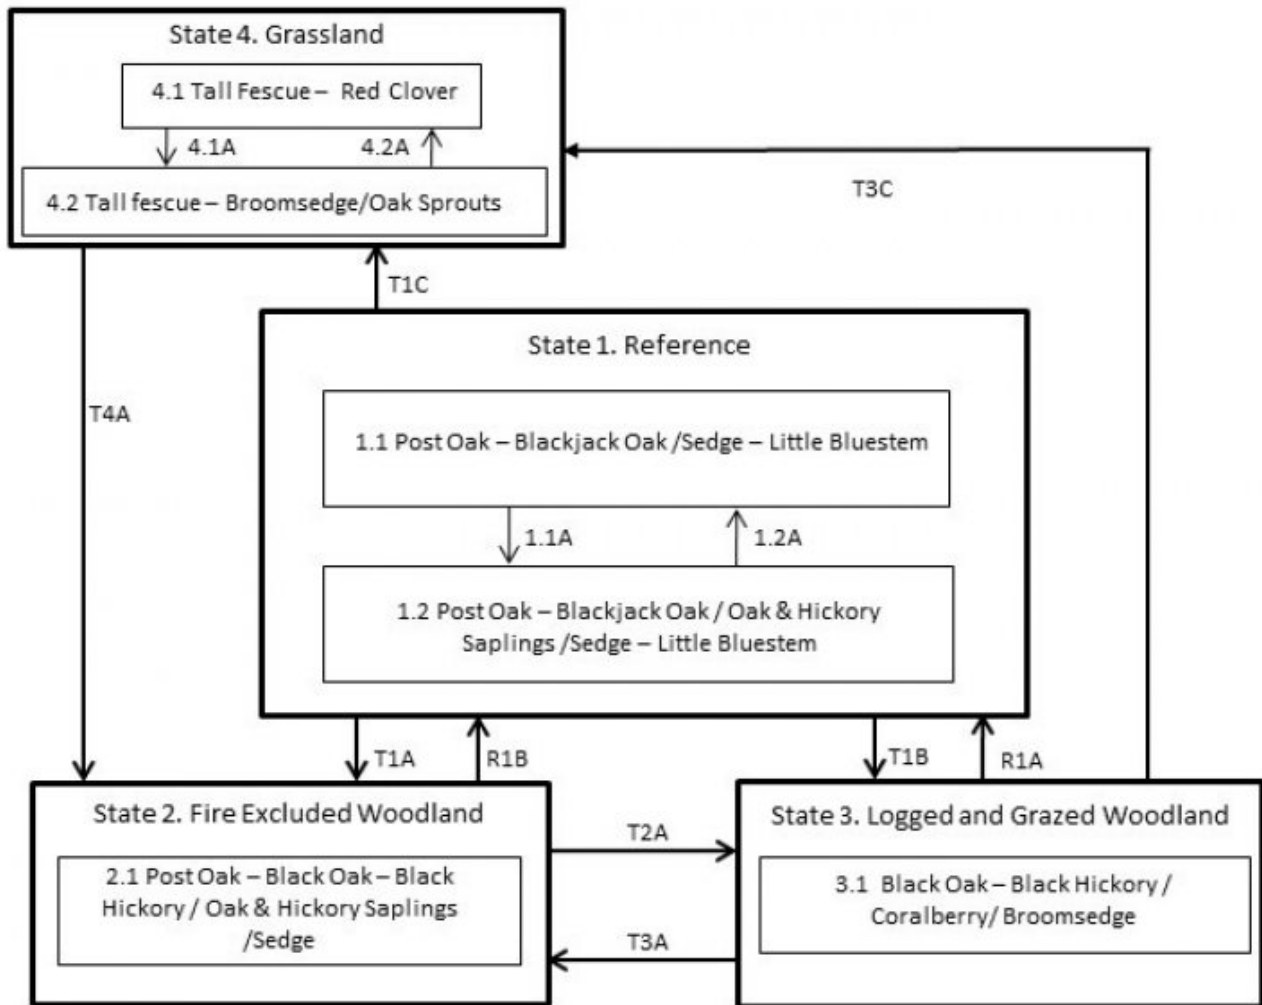 State 4. Grassland
4.1 Tall Fescue – Red Clover
4.1A
4.2A
4.2 Tall fescue – Broomsedge/Oak Sprouts
T3C
T1C
T4A
State 1. Reference
1.1 Post Oak – Blackjack Oak /Sedge – Little Bluestem
1.1A
1.2A
1.2 Post Oak – Blackjack Oak / Oak & Hickory
Saplings /Sedge – Little Bluestem
T1A
R1B
T1B
R1A
State 2. Fire Excluded Woodland
2.1 Post Oak – Black Oak – Black
Hickory / Oak & Hickory Saplings
/Sedge
T2A
T3A
State 3. Logged and Grazed Woodland
3.1 Black Oak – Black Hickory /
Coralberry/ Broomsedge